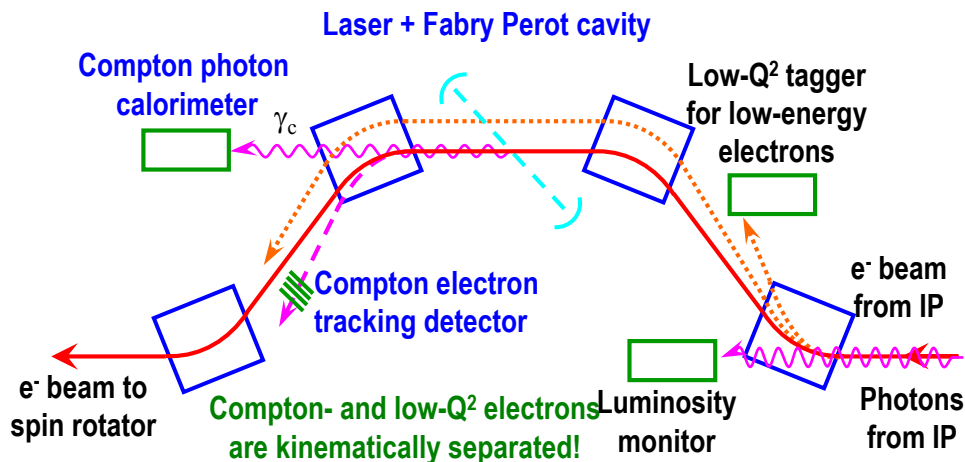 Laser + Fabry Perot cavity
Compton photon
calorimeter
γc
Low-Q² tagger
for low-energy
electrons
Compton electron
tracking detector
e⁻ beam
from IP
e⁻ beam to
spin rotator
Compton- and low-Q² electrons
are kinematically separated!
Luminosity
monitor
Photons
from IP